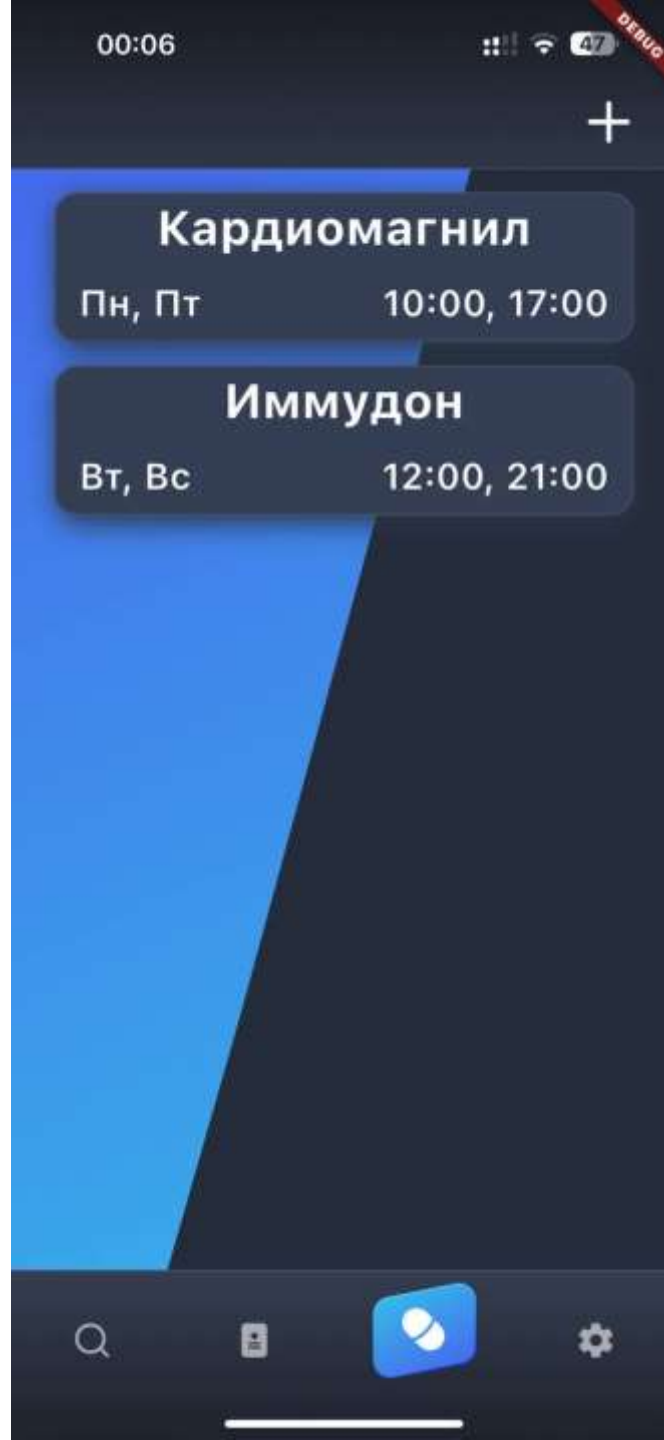 00:06
47
DEBUG
Кардиомагнил
Пн, Пт 10:00, 17:00
Иммудон
Вт, Вс 12:00, 21:00